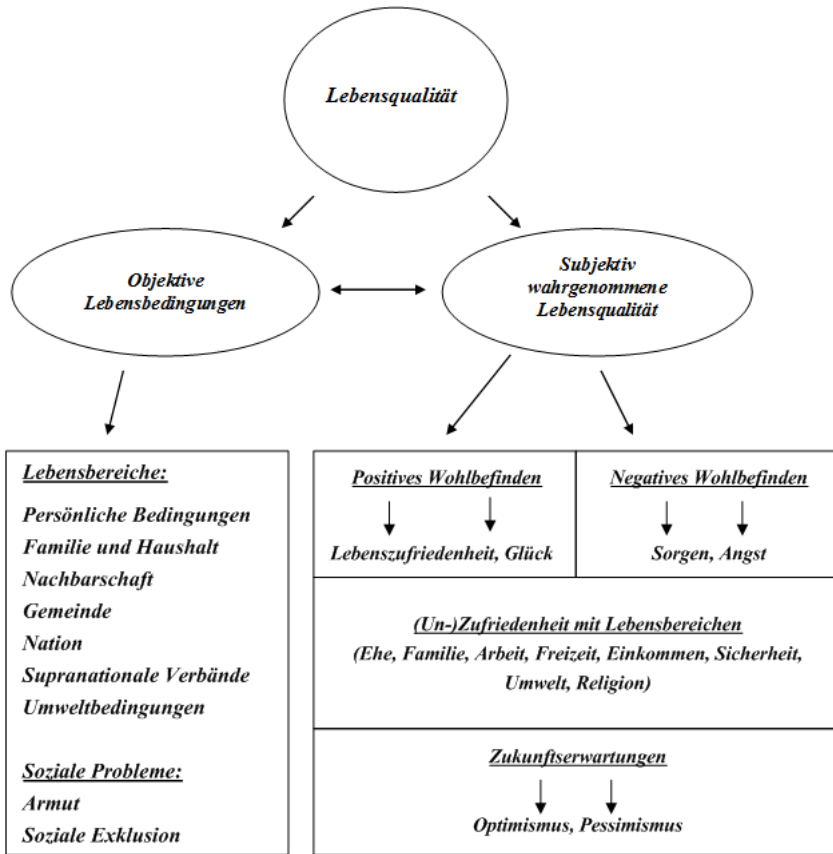 Lebensqualität
Objektive
Lebensbedingungen
Subjektiv
wahrgenommene
Lebensqualität
Lebensbereiche:
Persönliche Bedingungen
Familie und Haushalt
Nachbarschaft
Gemeinde
Nation
Supranationale Verbände
Umweltbedingungen
Soziale Probleme:
Armut
Soziale Exklusion
Positives Wohlbefinden
Lebenszufriedenheit, Glück
Negatives Wohlbefinden
Sorgen, Angst
(Un-)Zufriedenheit mit Lebensbereichen
(Ehe, Familie, Arbeit, Freizeit, Einkommen, Sicherheit,
Umwelt, Religion)
Zukunftserwartungen
Optimismus, Pessimismus